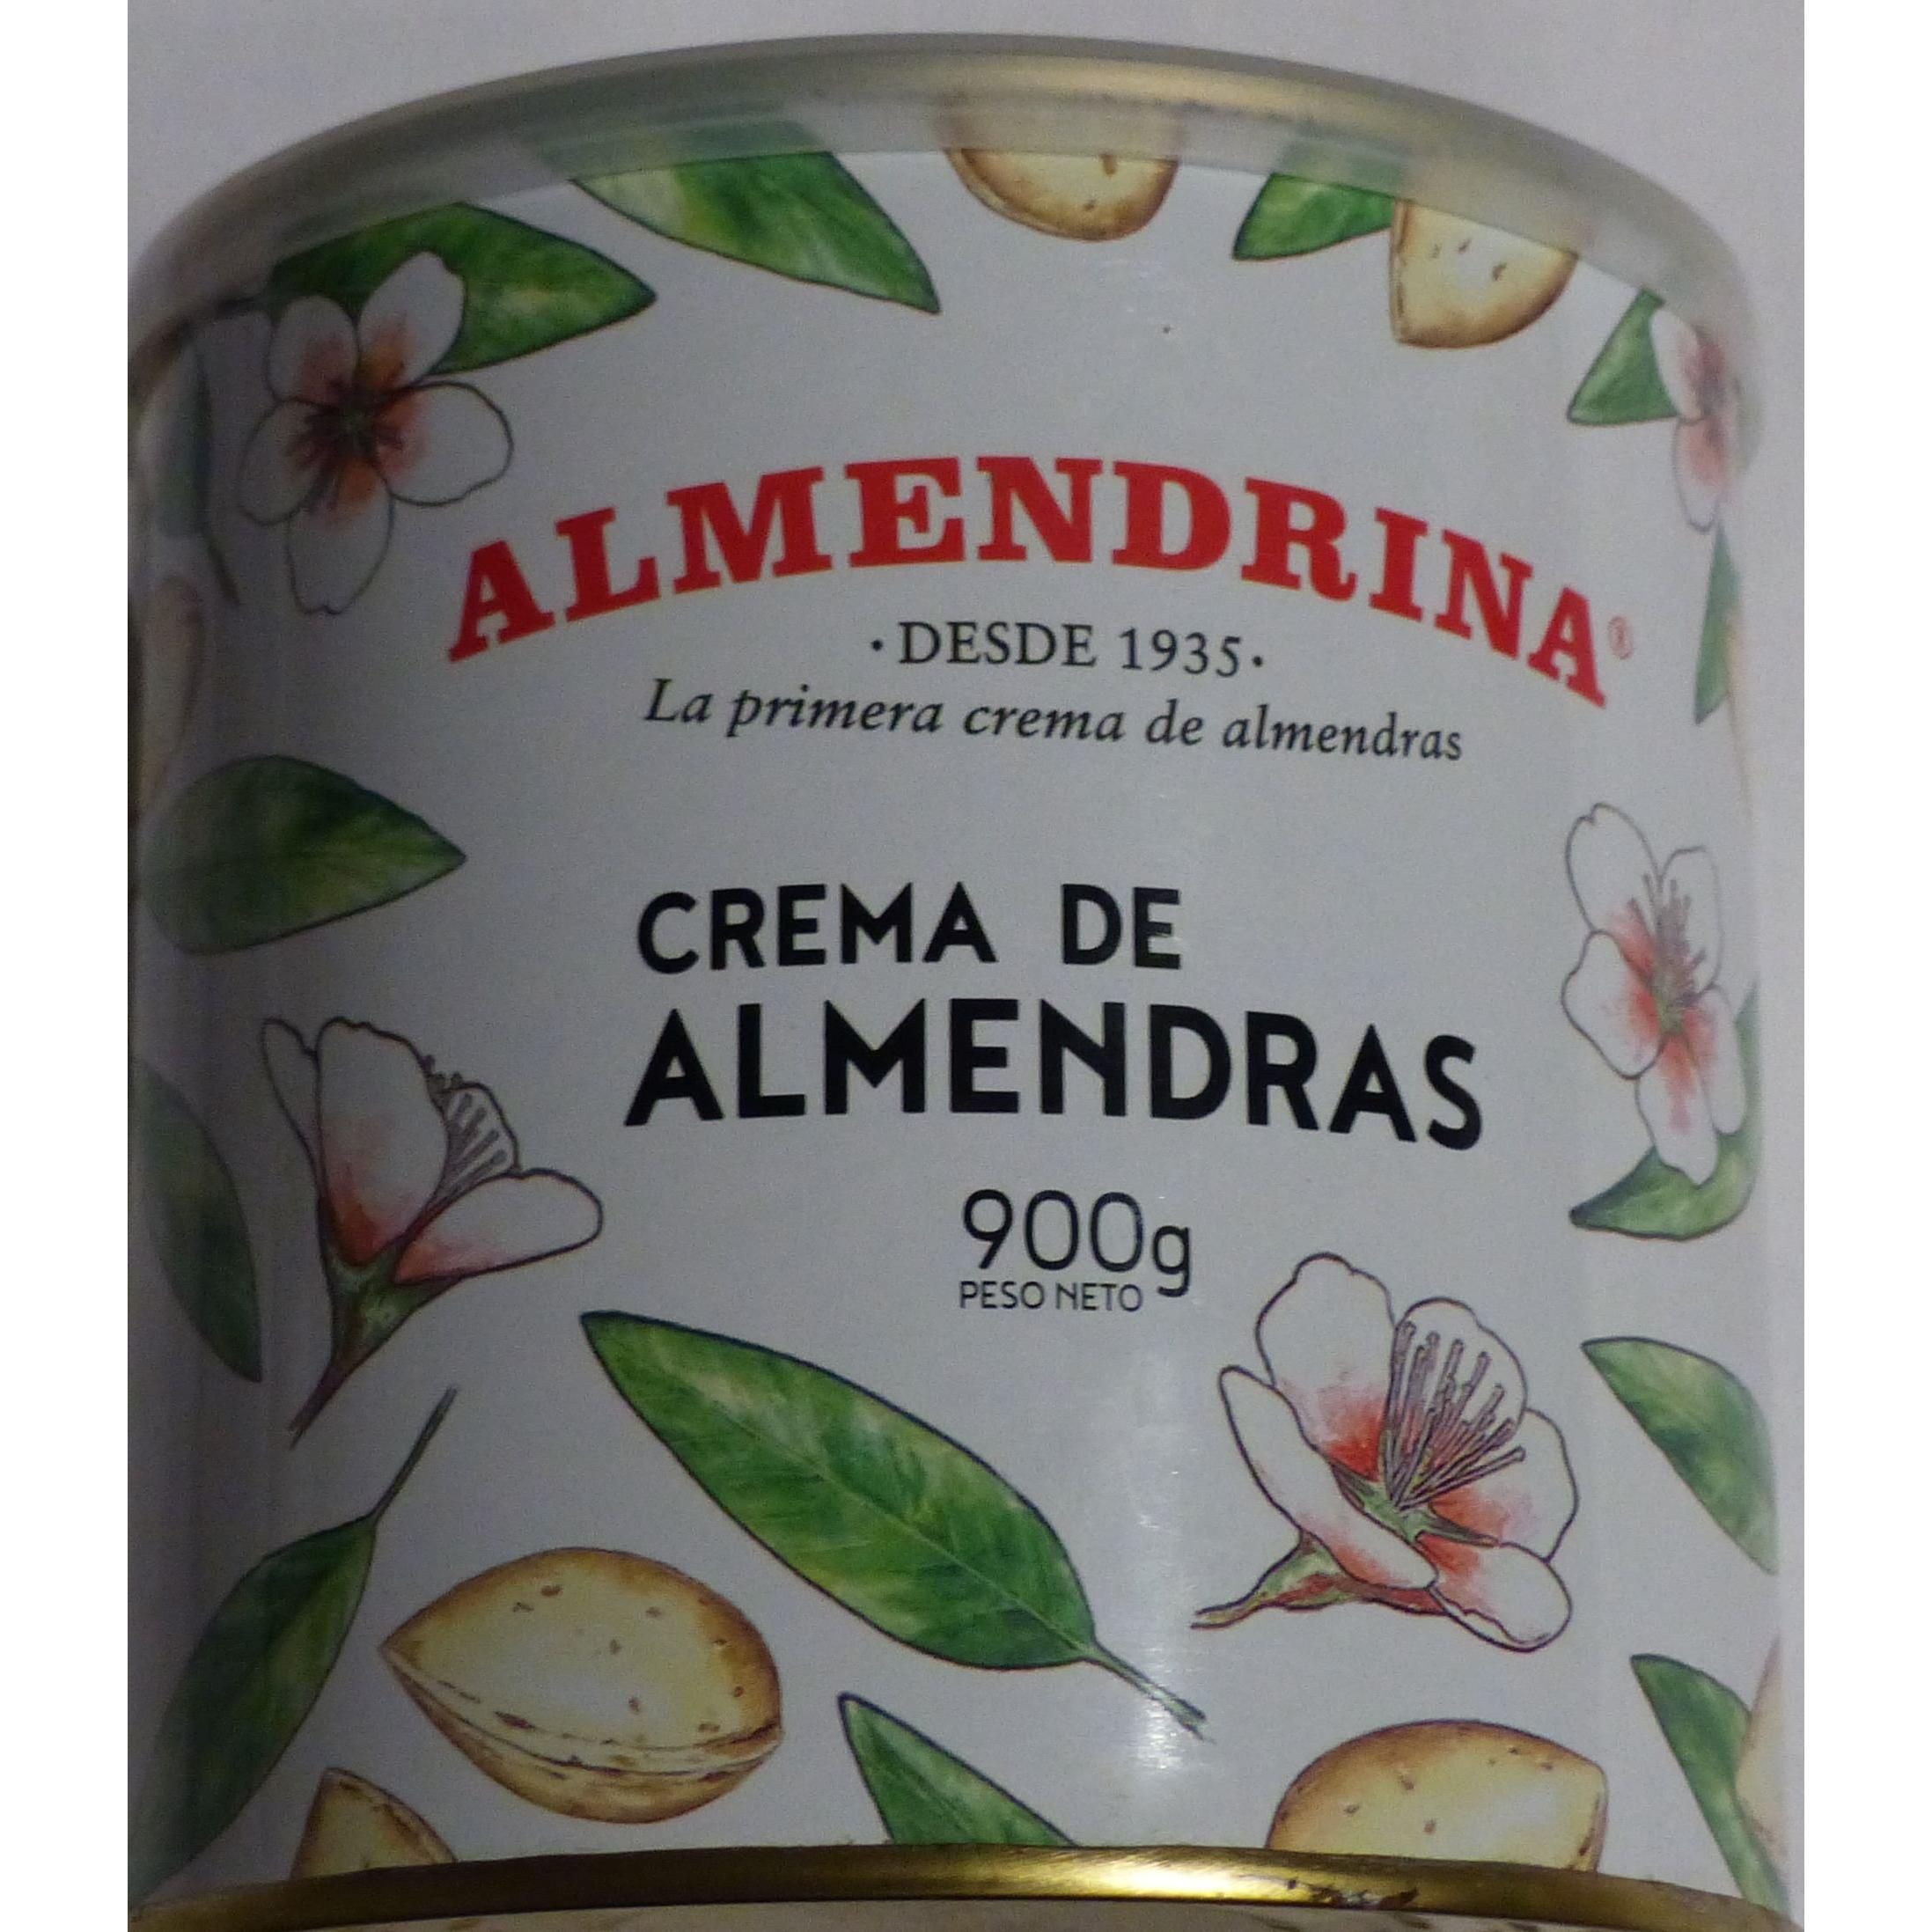 ALMENDRINA®
· DESDE 1935 ·
La primera crema de almendras
CREMA DE
ALMENDRAS
900g
PESO NETO